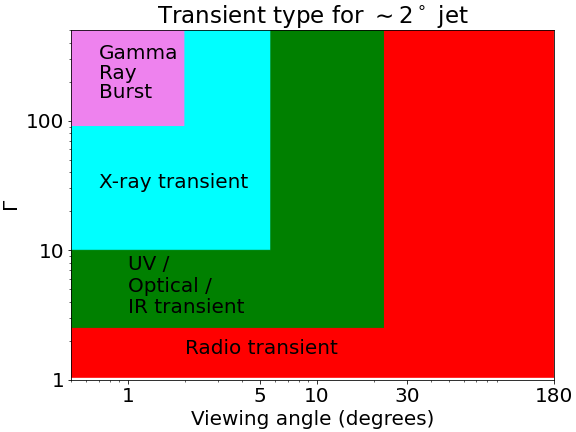 Transient type for ~2° jet
Gamma
Ray
Burst
X-ray transient
UV /
Optical /
IR transient
Radio transient
Γ
100
10
1
1 5 10 30 180
Viewing angle (degrees)